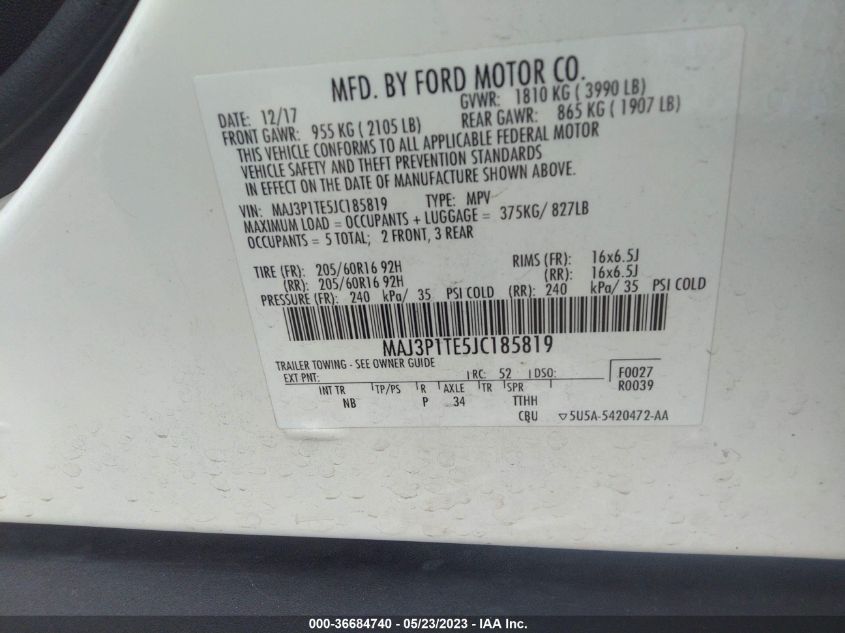 MFD. BY FORD MOTOR CO.
DATE: 12/17 GVWR: 1810 KG ( 3990 LB)
FRONT GAWR: 955 KG ( 2105 LB) REAR GAWR: 865 KG ( 1907 LB)
THIS VEHICLE CONFORMS TO ALL APPLICABLE FEDERAL MOTOR
VEHICLE SAFETY AND THEFT PREVENTION STANDARDS
IN EFFECT ON THE DATE OF MANUFACTURE SHOWN ABOVE.
VIN: MAJ3P1TE5JC185819 TYPE: MPV
MAXIMUM LOAD = OCCUPANTS + LUGGAGE = 375KG/ 827LB
OCCUPANTS = 5 TOTAL; 2 FRONT, 3 REAR
TIRE (FR): 205/60R16 92H RIMS (FR): 16x6.5J
(RR): 205/60R16 92H (RR): 16x6.5J
PRESSURE (FR): 240 kPa/ 35 PSI COLD (RR): 240 kPa/ 35 PSI COLD
MAJ3P1TE5JC185819
TRAILER TOWING - SEE OWNER GUIDE
EXT PNT: RC: 52 DSO: F0027
INT TR TP/PS R AXLE TR SPR R0039
NB P 34 TTHH
CBU ▽5U5A-5420472-AA
000-36684740 / 05/23/2023 - IAA Inc.